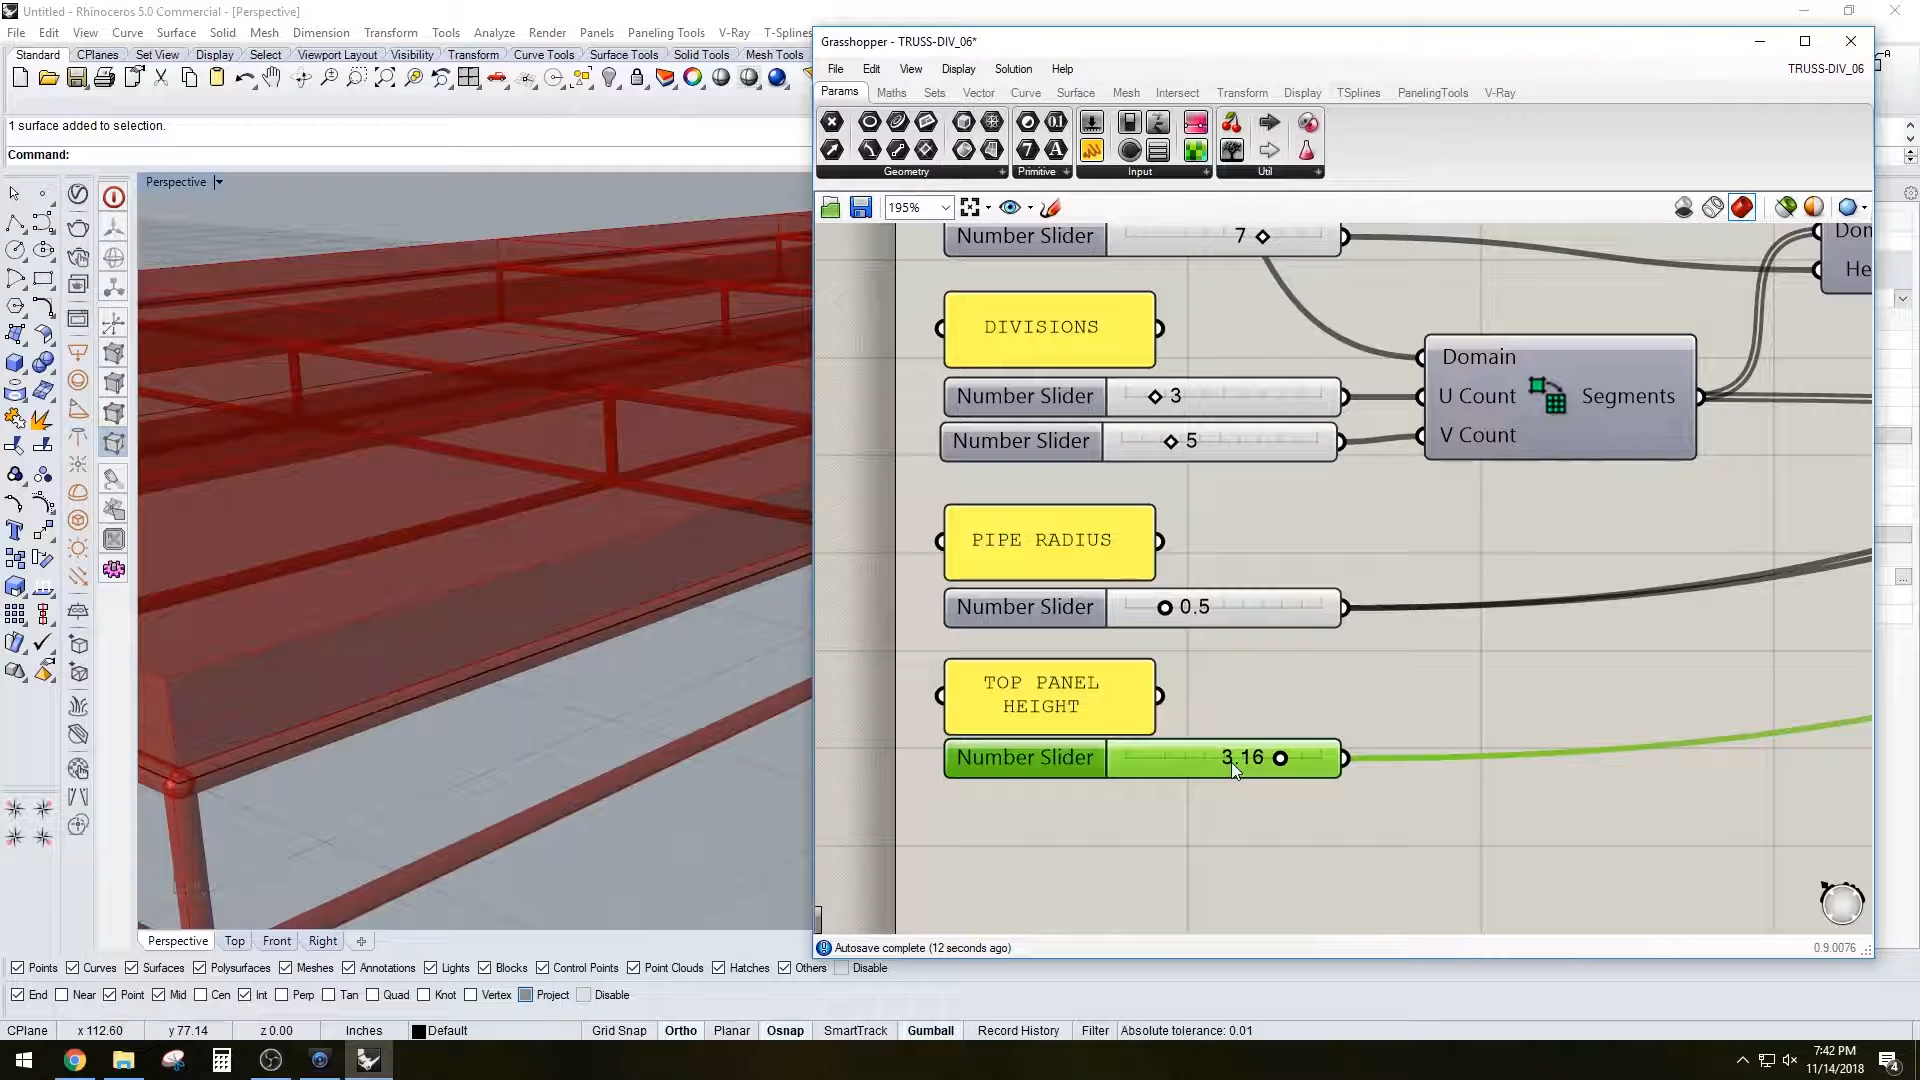 Untitled - Rhinoceros 5.0 Commercial - [Perspective]
File Edit View Curve Surface Solid Mesh Dimension Transform Tools Analyze Render Panels Paneling Tools V-Ray T-Splines
Standard CPlanes Set View Display Select Viewport Layout Visibility Transform Curve Tools Surface Tools Solid Tools Mesh Tools
1 surface added to selection.
Command:
Perspective
Grasshopper - TRUSS-DIV_06*
File Edit View Display Solution Help TRUSS-DIV_06
Params Maths Sets Vector Curve Surface Mesh Intersect Transform Display TSplines PanelingTools V-Ray
Geometry + Primitive + Input + Util +
195%
Number Slider 7
DIVISIONS
Number Slider 3
Number Slider 5
Domain
U Count Segments
V Count
He
PIPE RADIUS
Number Slider 0.5
TOP PANEL
HEIGHT
Number Slider 3.16
Autosave complete (12 seconds ago) 0.9.0076
Perspective Top Front Right
Points Curves Surfaces Polysurfaces Meshes Annotations Lights Blocks Control Points Point Clouds Hatches Others Disable
End Near Point Mid Cen Int Perp Tan Quad Knot Vertex Project Disable
CPlane x 112.60 y 77.14 z 0.00 Inches Default Grid Snap Ortho Planar Osnap SmartTrack Gumball Record History Filter Absolute tolerance: 0.01
7:42 PM
11/14/2018
4